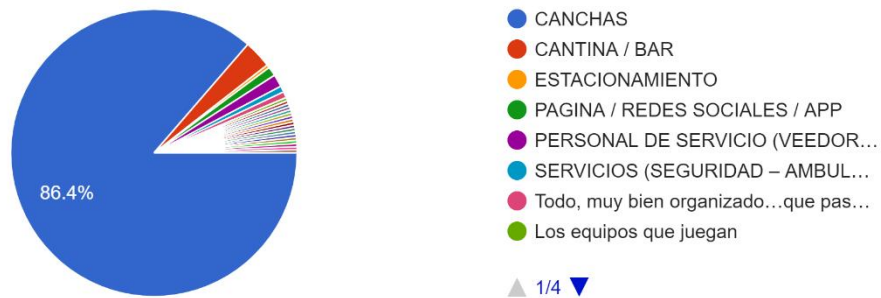 86.4%
CANCHAS
CANTINA / BAR
ESTACIONAMIENTO
PAGINA / REDES SOCIALES / APP
PERSONAL DE SERVICIO (VEEDOR…
SERVICIOS (SEGURIDAD – AMBUL…
Todo, muy bien organizado…que pas…
Los equipos que juegan
1/4